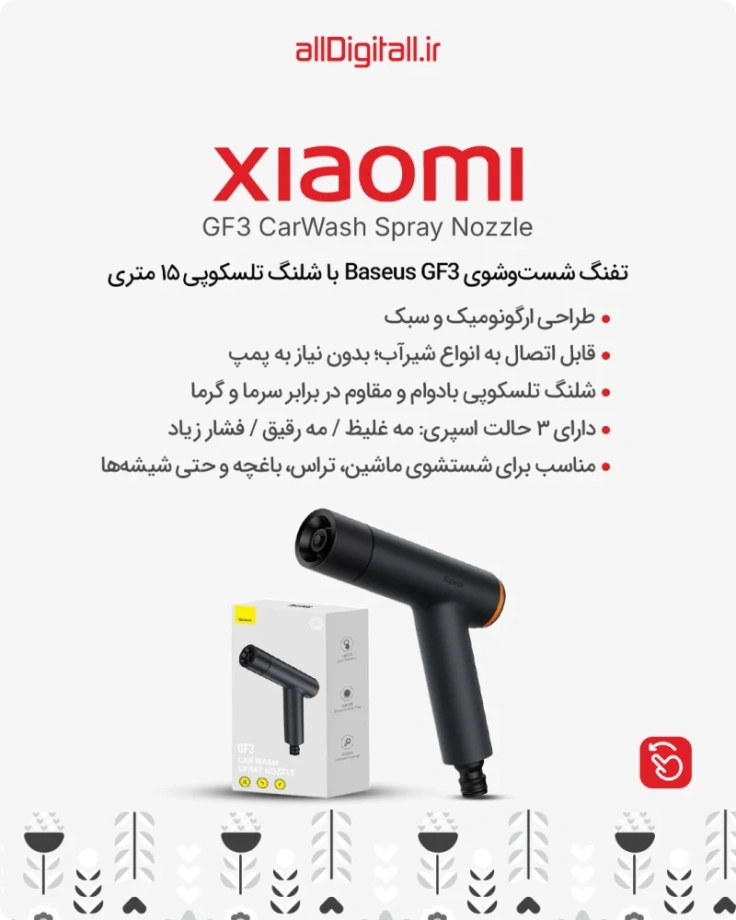 allDigitall.ir
xiaomi
GF3 CarWash Spray Nozzle
تفنگ شست‌وشوی Baseus GF3 با شلنگ تلسکوپی ۱۵ متری
• طراحی ارگونومیک و سبک
• قابل اتصال به انواع شیرآب؛ بدون نیاز به پمپ
• شلنگ تلسکوپی بادوام و مقاوم در برابر سرما و گرما
• دارای ۳ حالت اسپری: مه غلیظ / مه رقیق / فشار زیاد
• مناسب برای شستشوی ماشین، تراس، باغچه و حتی شیشه‌ها
GF3
CAR WASH
SPRAY NOZZLE